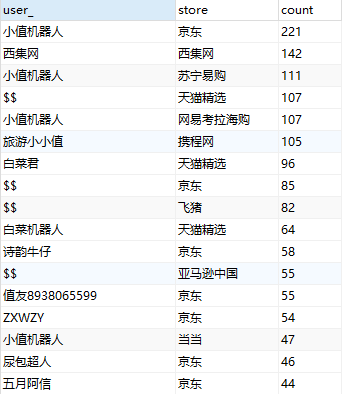 user_ store count
小值机器人 京东 221
西集网 西集网 142
小值机器人 苏宁易购 111
$$ 天猫精选 107
小值机器人 网易考拉海购 107
旅游小小值 携程网 105
白菜君 天猫精选 96
$$ 京东 85
$$ 飞猪 82
白菜机器人 天猫精选 64
诗韵牛仔 京东 58
$$ 亚马逊中国 55
值友8938065599 京东 55
ZXWZY 京东 54
小值机器人 当当 47
尿包超人 京东 46
五月阿信 京东 44